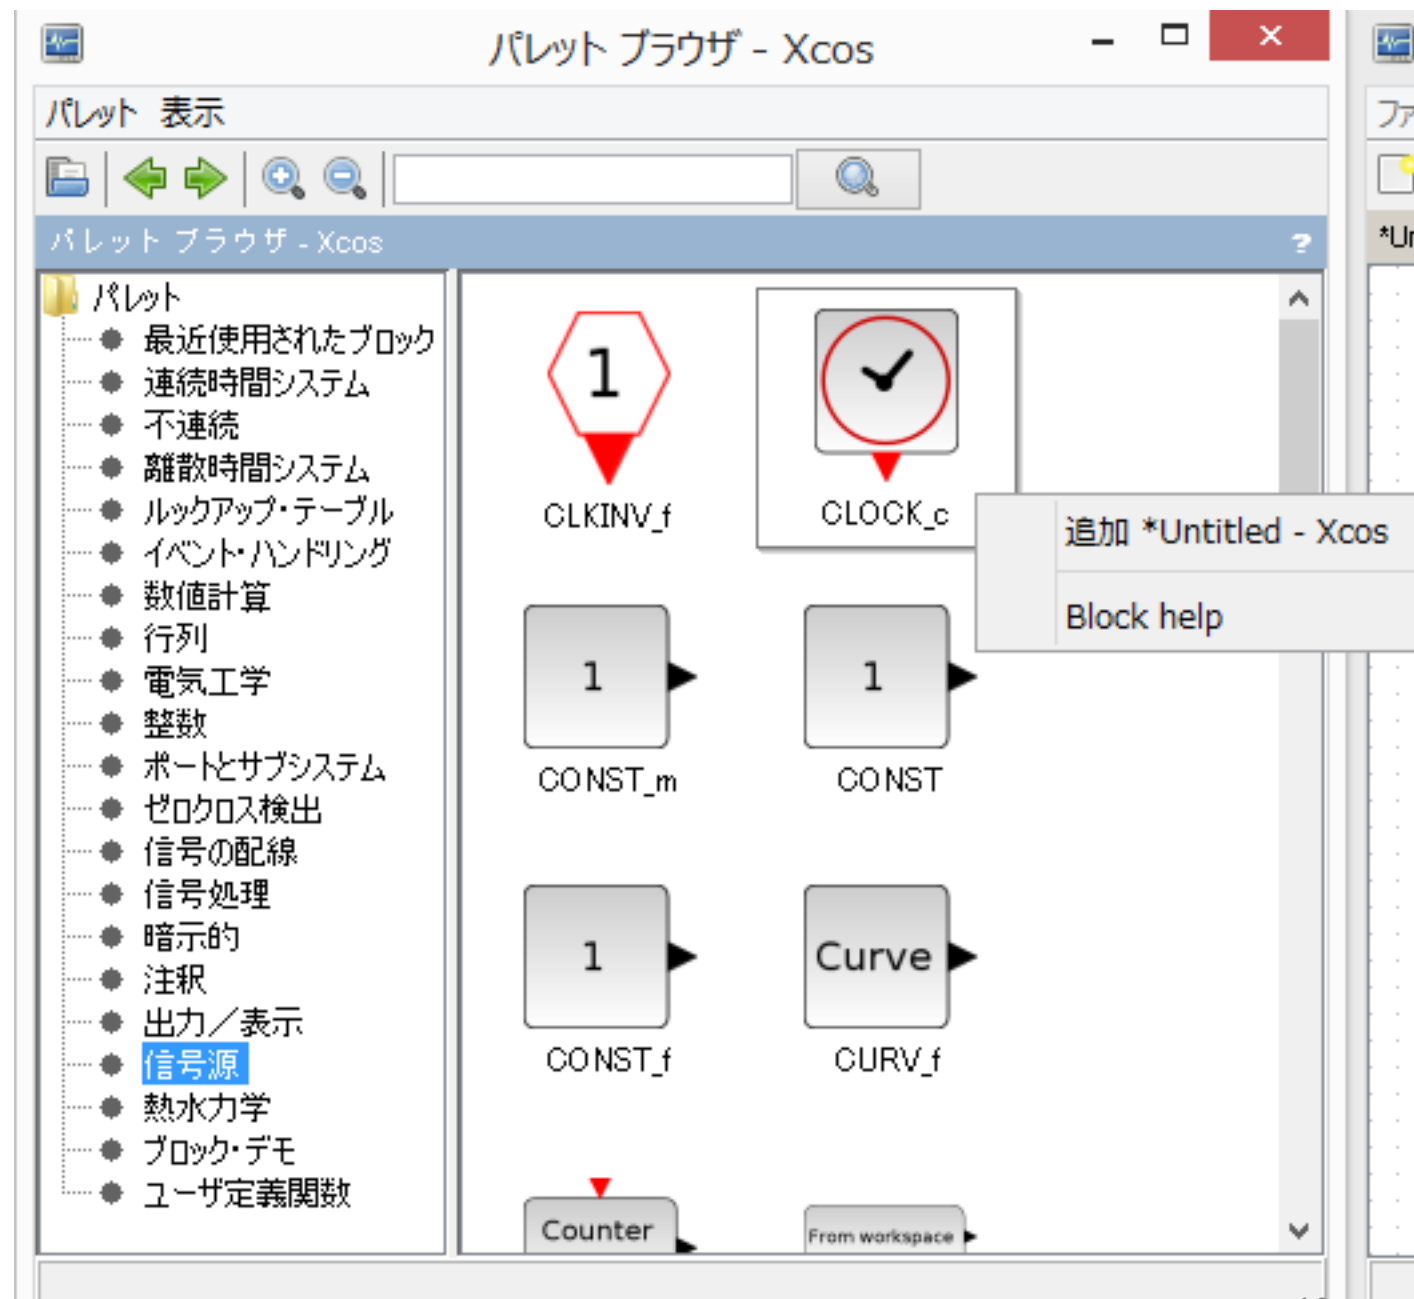 パレット ブラウザ - Xcos
パレット 表示
パレット ブラウザ - Xcos ?
パレット
最近使用されたブロック
連続時間システム
不連続
離散時間システム
ルックアップ・テーブル
イベント・ハンドリング
数値計算
行列
電気工学
整数
ポートとサブシステム
ゼロクロス検出
信号の配線
信号処理
暗示的
注釈
出力／表示
信号源
熱水力学
ブロック・デモ
ユーザ定義関数
1
CLKINV_f
CLOCK_c
追加 *Untitled - Xcos
Block help
1
CONST_m
1
CONST
1
CONST_f
Curve
CURV_f
Counter
From workspace
ファ
*Un